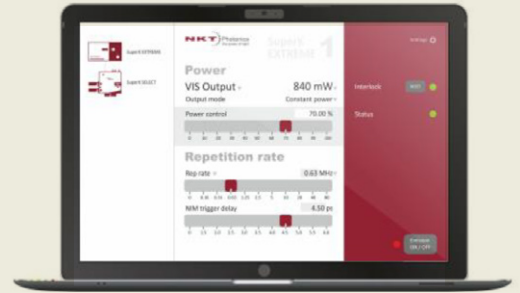 SuperK EXTREME
SuperK SELECT
NKT Photonics
SuperK
EXTREME 1
Power
VIS Output
840 mW
Output mode
Constant power
Power control
70.00 %
Repetition rate
Rep rate
0.63 MHz
NIM trigger delay
4.50 ps
Interlock
Status
Emission
ON / OFF